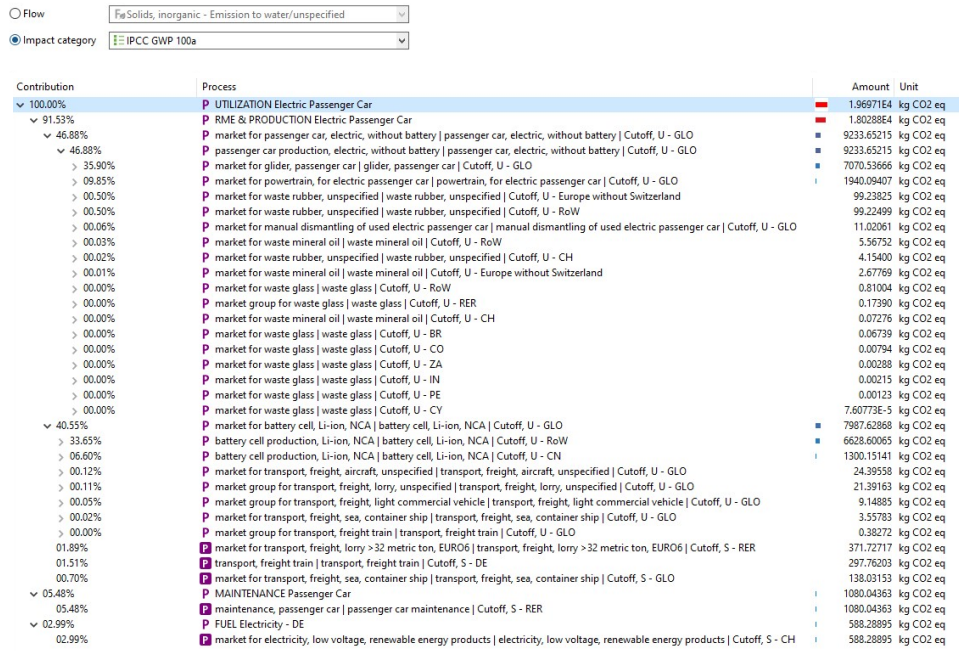 Flow Solids, inorganic - Emission to water/unspecified
Impact category IPCC GWP 100a
Contribution Process Amount Unit
100.00% P UTILIZATION Electric Passenger Car 1.96971E4 kg CO2 eq
91.53% P RME & PRODUCTION Electric Passenger Car 1.80288E4 kg CO2 eq
46.88% P market for passenger car, electric, without battery | passenger car, electric, without battery | Cutoff, U - GLO 9233.65215 kg CO2 eq
46.88% P passenger car production, electric, without battery | passenger car, electric, without battery | Cutoff, U - GLO 9233.65215 kg CO2 eq
35.90% P market for glider, passenger car | glider, passenger car | Cutoff, U - GLO 7070.53666 kg CO2 eq
09.85% P market for powertrain, for electric passenger car | powertrain, for electric passenger car | Cutoff, U - GLO 1940.09407 kg CO2 eq
00.50% P market for waste rubber, unspecified | waste rubber, unspecified | Cutoff, U - Europe without Switzerland 99.23825 kg CO2 eq
00.50% P market for waste rubber, unspecified | waste rubber, unspecified | Cutoff, U - RoW 99.22499 kg CO2 eq
00.06% P market for manual dismantling of used electric passenger car | manual dismantling of used electric passenger car | Cutoff, U - GLO 11.02061 kg CO2 eq
00.03% P market for waste mineral oil | waste mineral oil | Cutoff, U - RoW 5.56752 kg CO2 eq
00.02% P market for waste rubber, unspecified | waste rubber, unspecified | Cutoff, U - CH 4.15400 kg CO2 eq
00.01% P market for waste mineral oil | waste mineral oil | Cutoff, U - Europe without Switzerland 2.67769 kg CO2 eq
00.00% P market for waste glass | waste glass | Cutoff, U - RoW 0.81004 kg CO2 eq
00.00% P market group for waste glass | waste glass | Cutoff, U - RER 0.17390 kg CO2 eq
00.00% P market for waste mineral oil | waste mineral oil | Cutoff, U - CH 0.07276 kg CO2 eq
00.00% P market for waste glass | waste glass | Cutoff, U - BR 0.06739 kg CO2 eq
00.00% P market for waste glass | waste glass | Cutoff, U - CO 0.00794 kg CO2 eq
00.00% P market for waste glass | waste glass | Cutoff, U - ZA 0.00288 kg CO2 eq
00.00% P market for waste glass | waste glass | Cutoff, U - IN 0.00215 kg CO2 eq
00.00% P market for waste glass | waste glass | Cutoff, U - PE 0.00123 kg CO2 eq
00.00% P market for waste glass | waste glass | Cutoff, U - CY 7.60773E-5 kg CO2 eq
40.55% P market for battery cell, Li-ion, NCA | battery cell, Li-ion, NCA | Cutoff, U - GLO 7987.62868 kg CO2 eq
33.65% P battery cell production, Li-ion, NCA | battery cell, Li-ion, NCA | Cutoff, U - RoW 6628.60065 kg CO2 eq
06.60% P battery cell production, Li-ion, NCA | battery cell, Li-ion, NCA | Cutoff, U - CN 1300.15141 kg CO2 eq
00.12% P market for transport, freight, aircraft, unspecified | transport, freight, aircraft, unspecified | Cutoff, U - GLO 24.39558 kg CO2 eq
00.11% P market group for transport, freight, lorry, unspecified | transport, freight, lorry, unspecified | Cutoff, U - GLO 21.39163 kg CO2 eq
00.05% P market group for transport, freight, light commercial vehicle | transport, freight, light commercial vehicle | Cutoff, U - GLO 9.14885 kg CO2 eq
00.02% P market for transport, freight, sea, container ship | transport, freight, sea, container ship | Cutoff, U - GLO 3.55783 kg CO2 eq
00.00% P market group for transport, freight train | transport, freight train | Cutoff, U - GLO 0.38272 kg CO2 eq
01.89% P market for transport, freight, lorry >32 metric ton, EURO6 | transport, freight, lorry >32 metric ton, EURO6 | Cutoff, S - RER 371.72717 kg CO2 eq
01.51% P transport, freight train | transport, freight train | Cutoff, S - DE 297.76203 kg CO2 eq
00.70% P market for transport, freight, sea, container ship | transport, freight, sea, container ship | Cutoff, S - GLO 138.03153 kg CO2 eq
05.48% P MAINTENANCE Passenger Car 1080.04363 kg CO2 eq
05.48% P maintenance, passenger car | passenger car maintenance | Cutoff, S - RER 1080.04363 kg CO2 eq
02.99% P FUEL Electricity - DE 588.28895 kg CO2 eq
02.99% P market for electricity, low voltage, renewable energy products | electricity, low voltage, renewable energy products | Cutoff, S - CH 588.28895 kg CO2 eq